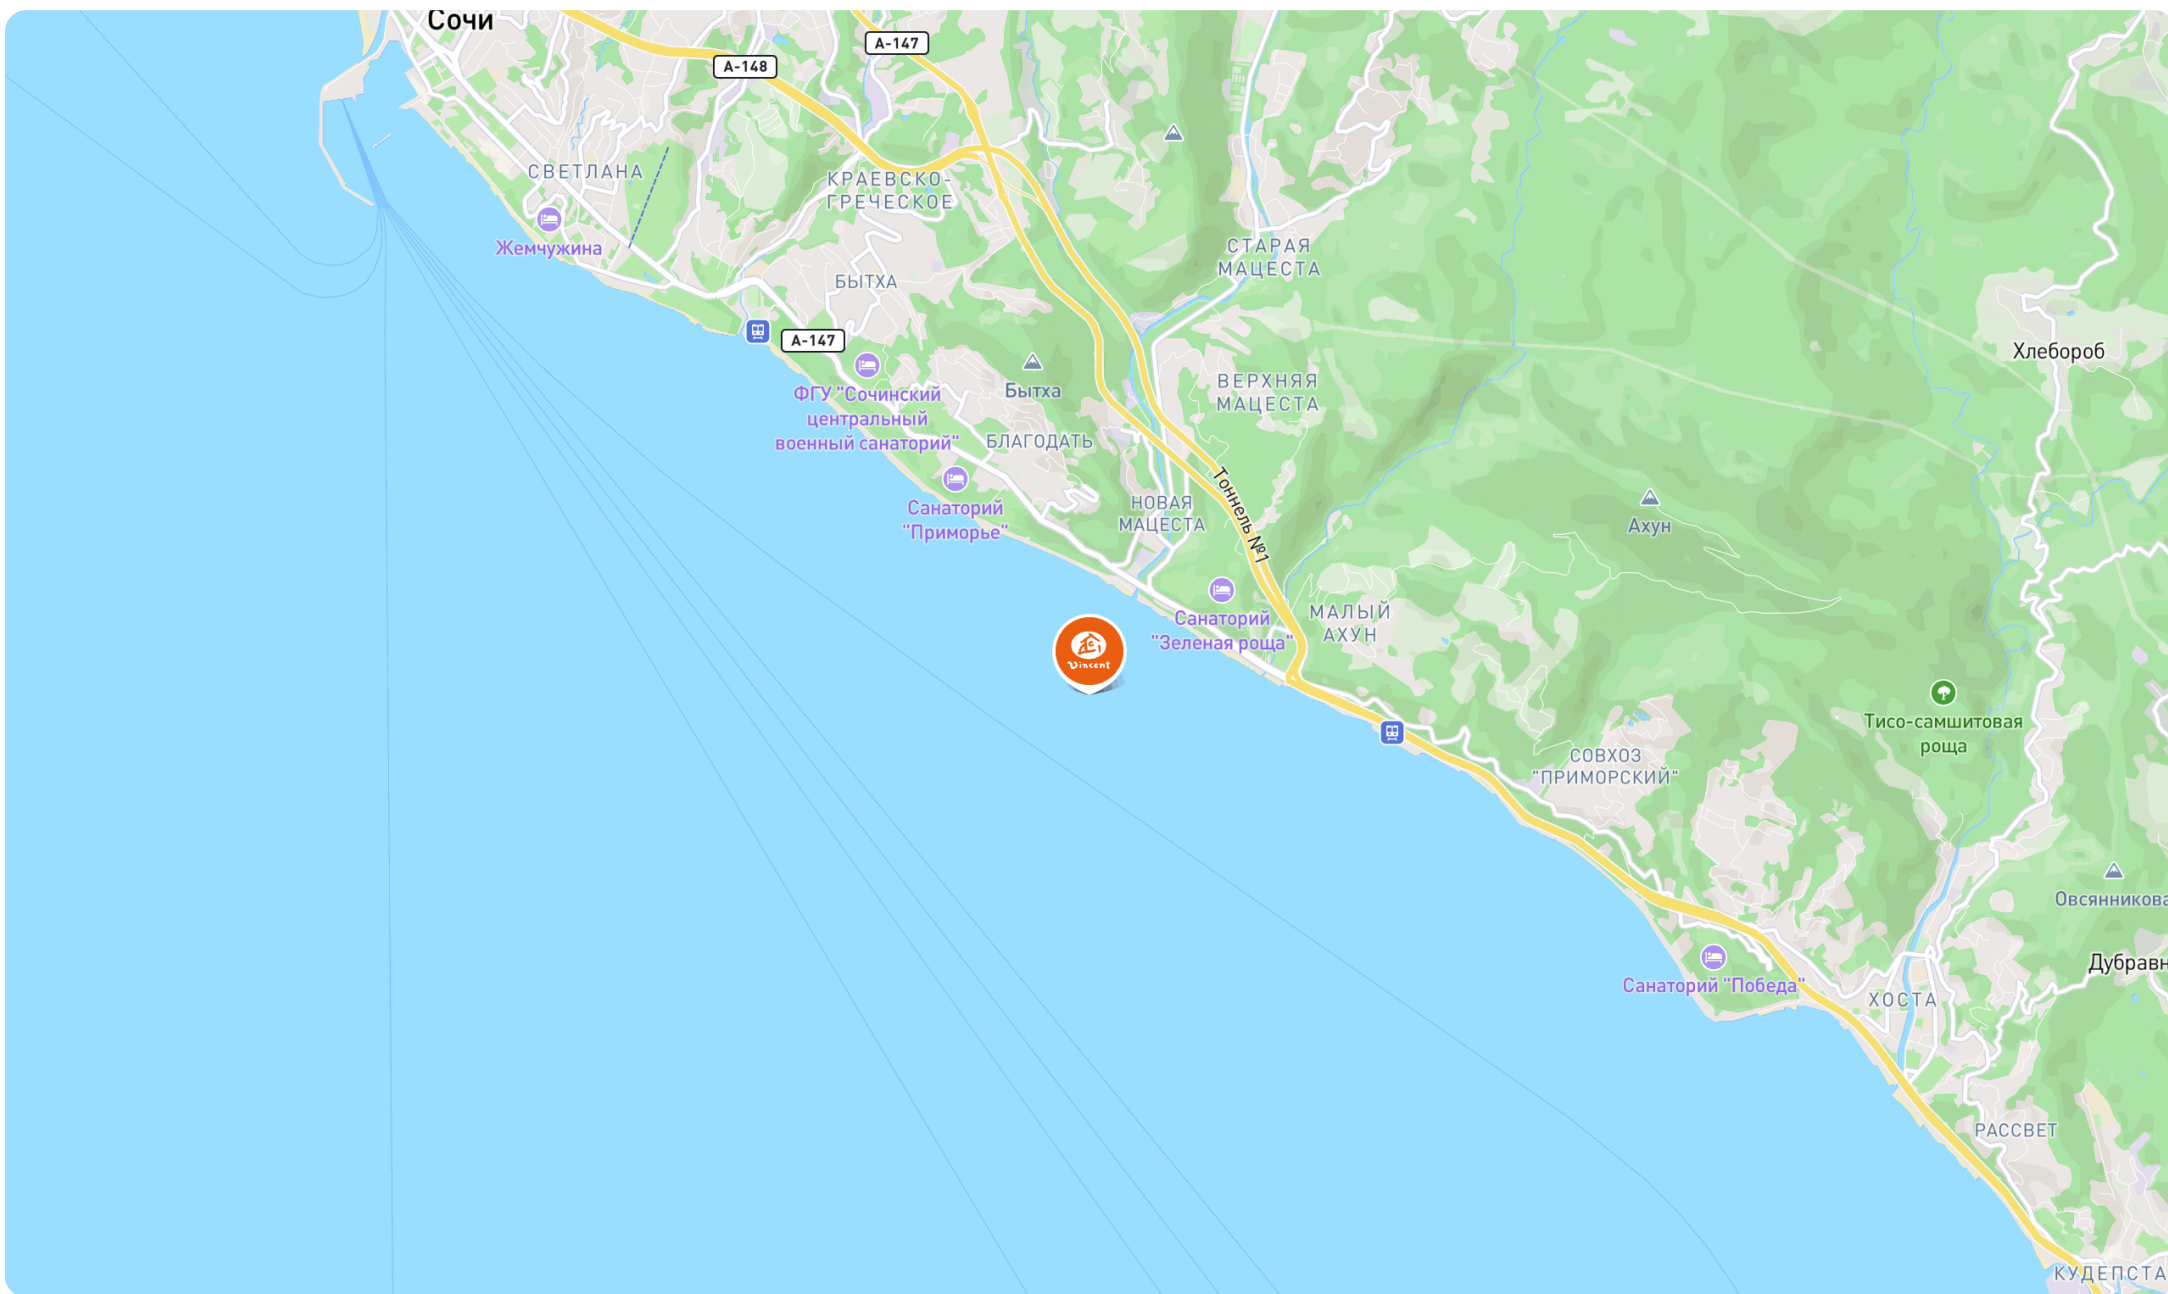 Сочи
А-147
А-148
СВЕТЛАНА
КРАЕВСКО-
ГРЕЧЕСКОЕ
Жемчужина
СТАРАЯ
МАЦЕСТА
БЫТХА
А-147
Хлебороб
ФГУ "Сочинский
центральный
военный санаторий"
Бытха
ВЕРХНЯЯ
МАЦЕСТА
БЛАГОДАТЬ
Санаторий
"Приморье"
НОВАЯ
МАЦЕСТА
Тоннель №1
Ахун
Санаторий
"Зеленая роща"
МАЛЫЙ
АХУН
Vincent
Тисо-самшитовая
роща
СОВХОЗ
"ПРИМОРСКИЙ"
Овсянникова
Дубравн
Санаторий "Победа"
ХОСТА
РАССВЕТ
КУДЕПСТА